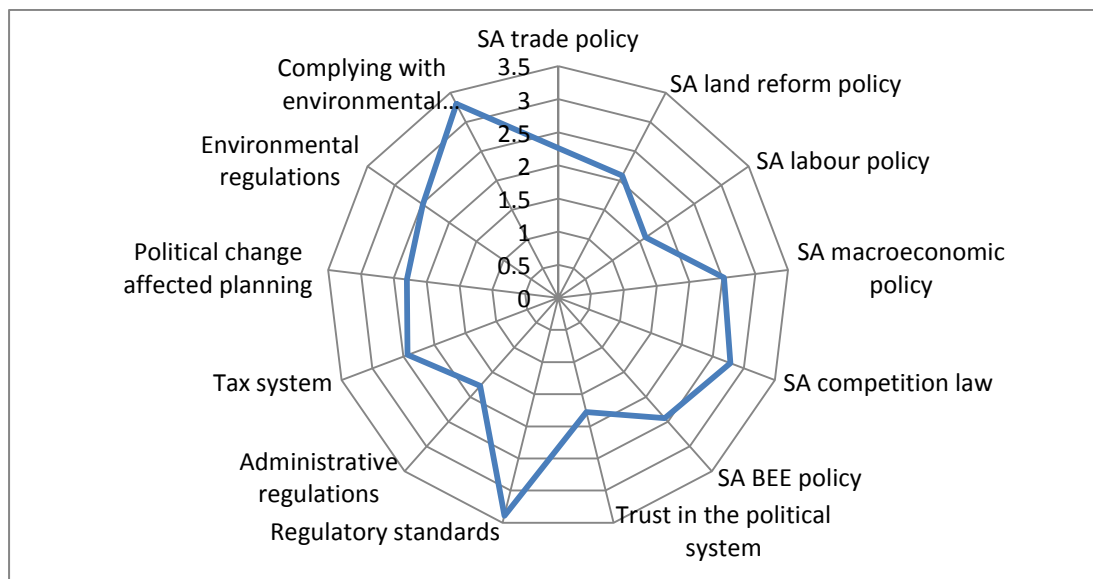 SA trade policy
SA land reform policy
SA labour policy
SA macroeconomic
policy
SA competition law
SA BEE policy
Trust in the political
system
Regulatory standards
Administrative
regulations
Tax system
Political change
affected planning
Environmental
regulations
Complying with
environmental...
3.5
3
2.5
2
1.5
1
0.5
0